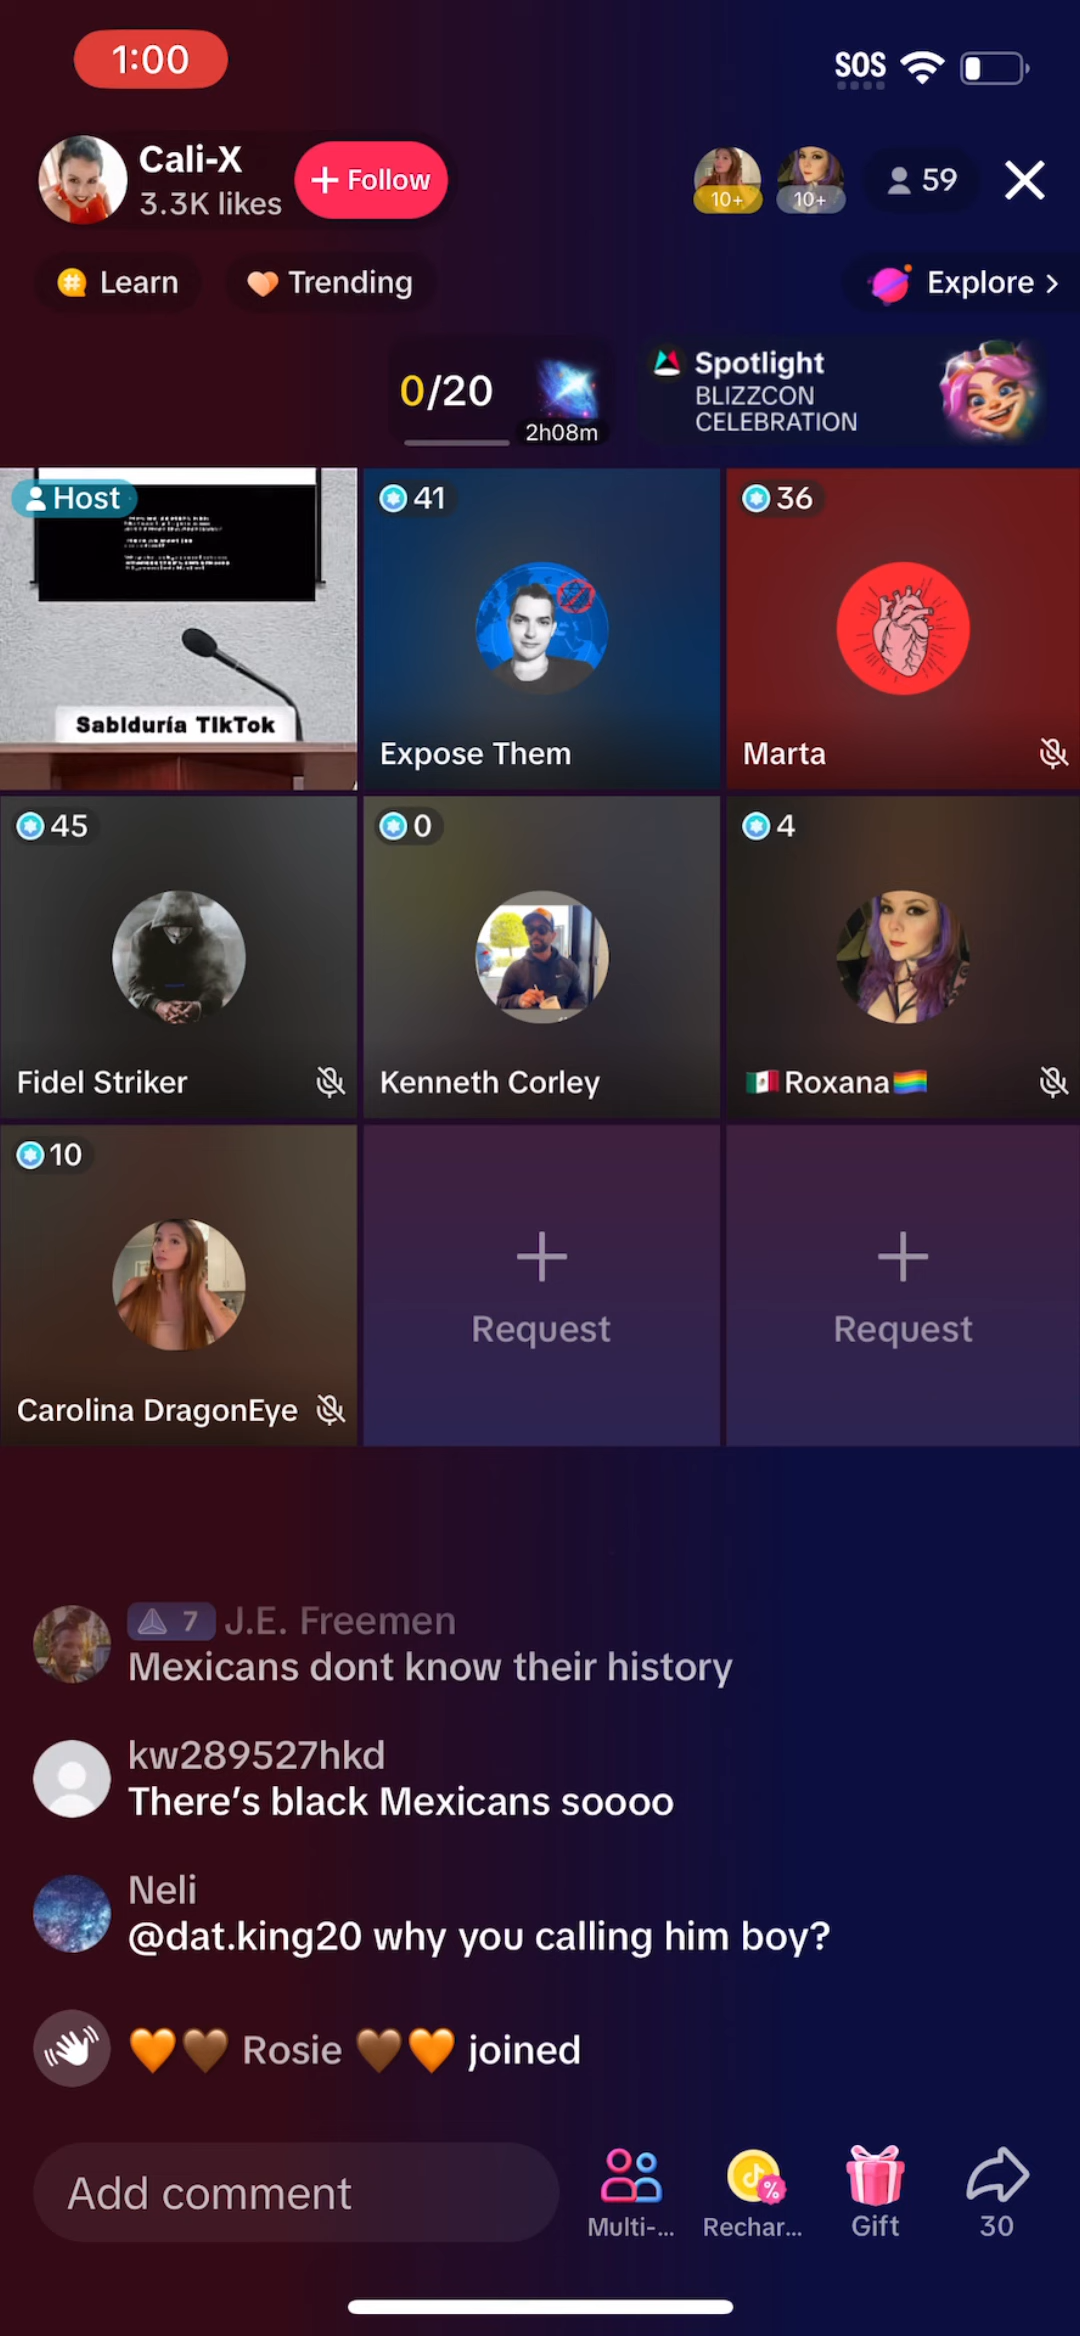 1:00
SOS
Cali-X
3.3K likes
+ Follow
10+
10+
59
Learn
Trending
Explore >
0/20
2h08m
Spotlight
BLIZZCON
CELEBRATION
Host
Sabiduría TikTok
41
Expose Them
36
Marta
45
Fidel Striker
0
Kenneth Corley
4
🇲🇽Roxana🏳️‍🌈
10
Carolina DragonEye
Request
Request
7 J.E. Freemen
Mexicans dont know their history
kw289527hkd
There's black Mexicans soooo
Neli
@dat.king20 why you calling him boy?
🧡🤎 Rosie 🤎🧡 joined
Add comment
Multi-...
Rechar...
Gift
30